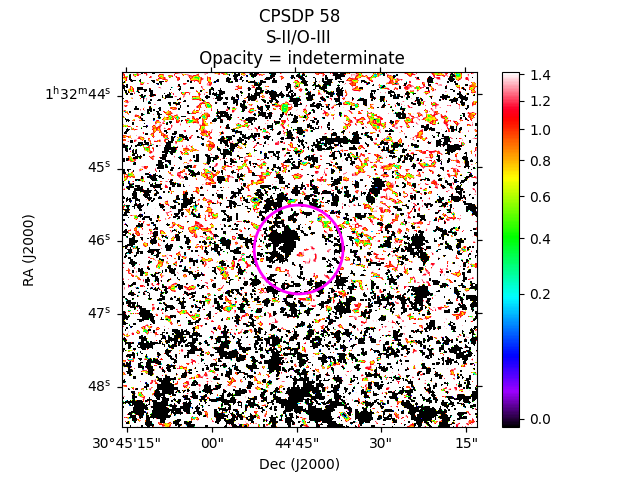 CPSDP 58
S-II/O-III
Opacity = indeterminate
1ʰ32ᵐ44ˢ
45ˢ
46ˢ
47ˢ
48ˢ
RA (J2000)
30°45'15" 00" 44'45" 30" 15"
Dec (J2000)
1.4
1.2
1.0
0.8
0.6
0.4
0.2
0.0